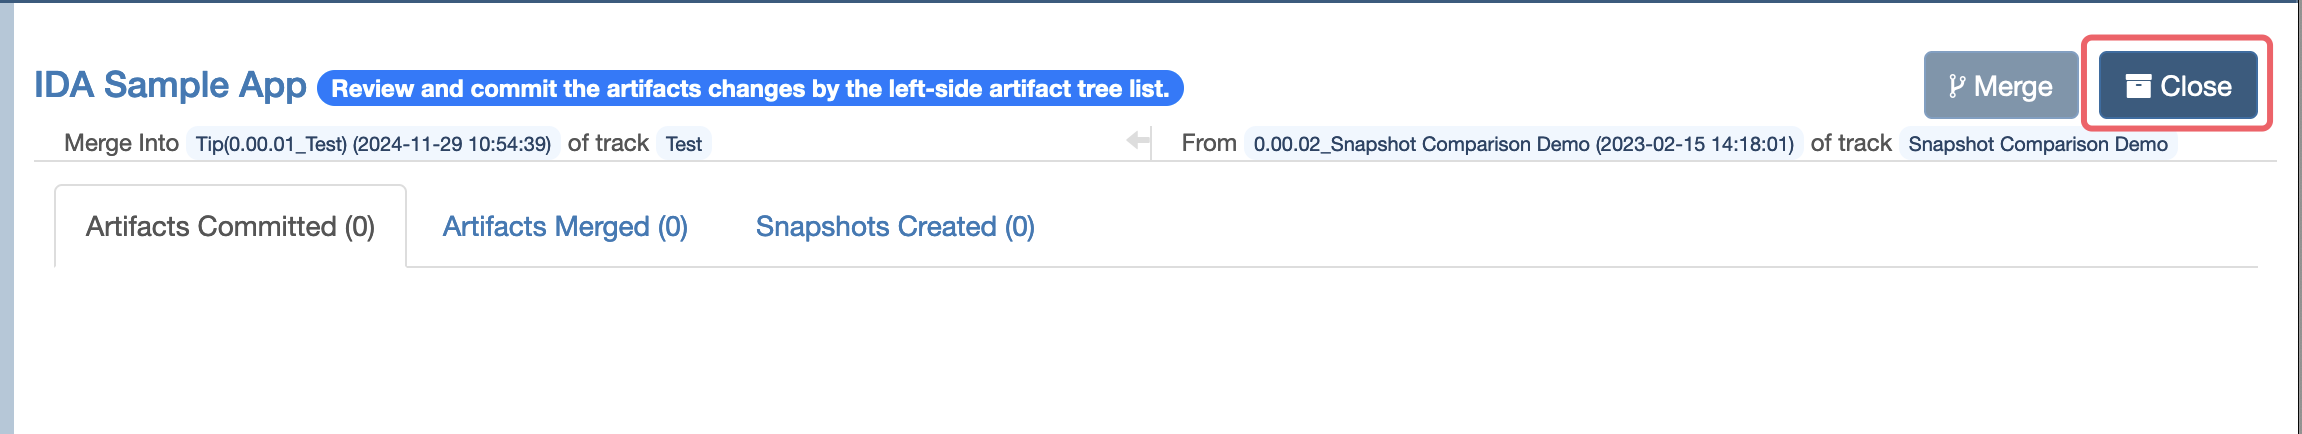 IDA Sample App Review and commit the artifacts changes by the left-side artifact tree list. Merge Close
Merge Into Tip(0.00.01_Test) (2024-11-29 10:54:39) of track Test From 0.00.02_Snapshot Comparison Demo (2023-02-15 14:18:01) of track Snapshot Comparison Demo
Artifacts Committed (0) Artifacts Merged (0) Snapshots Created (0)